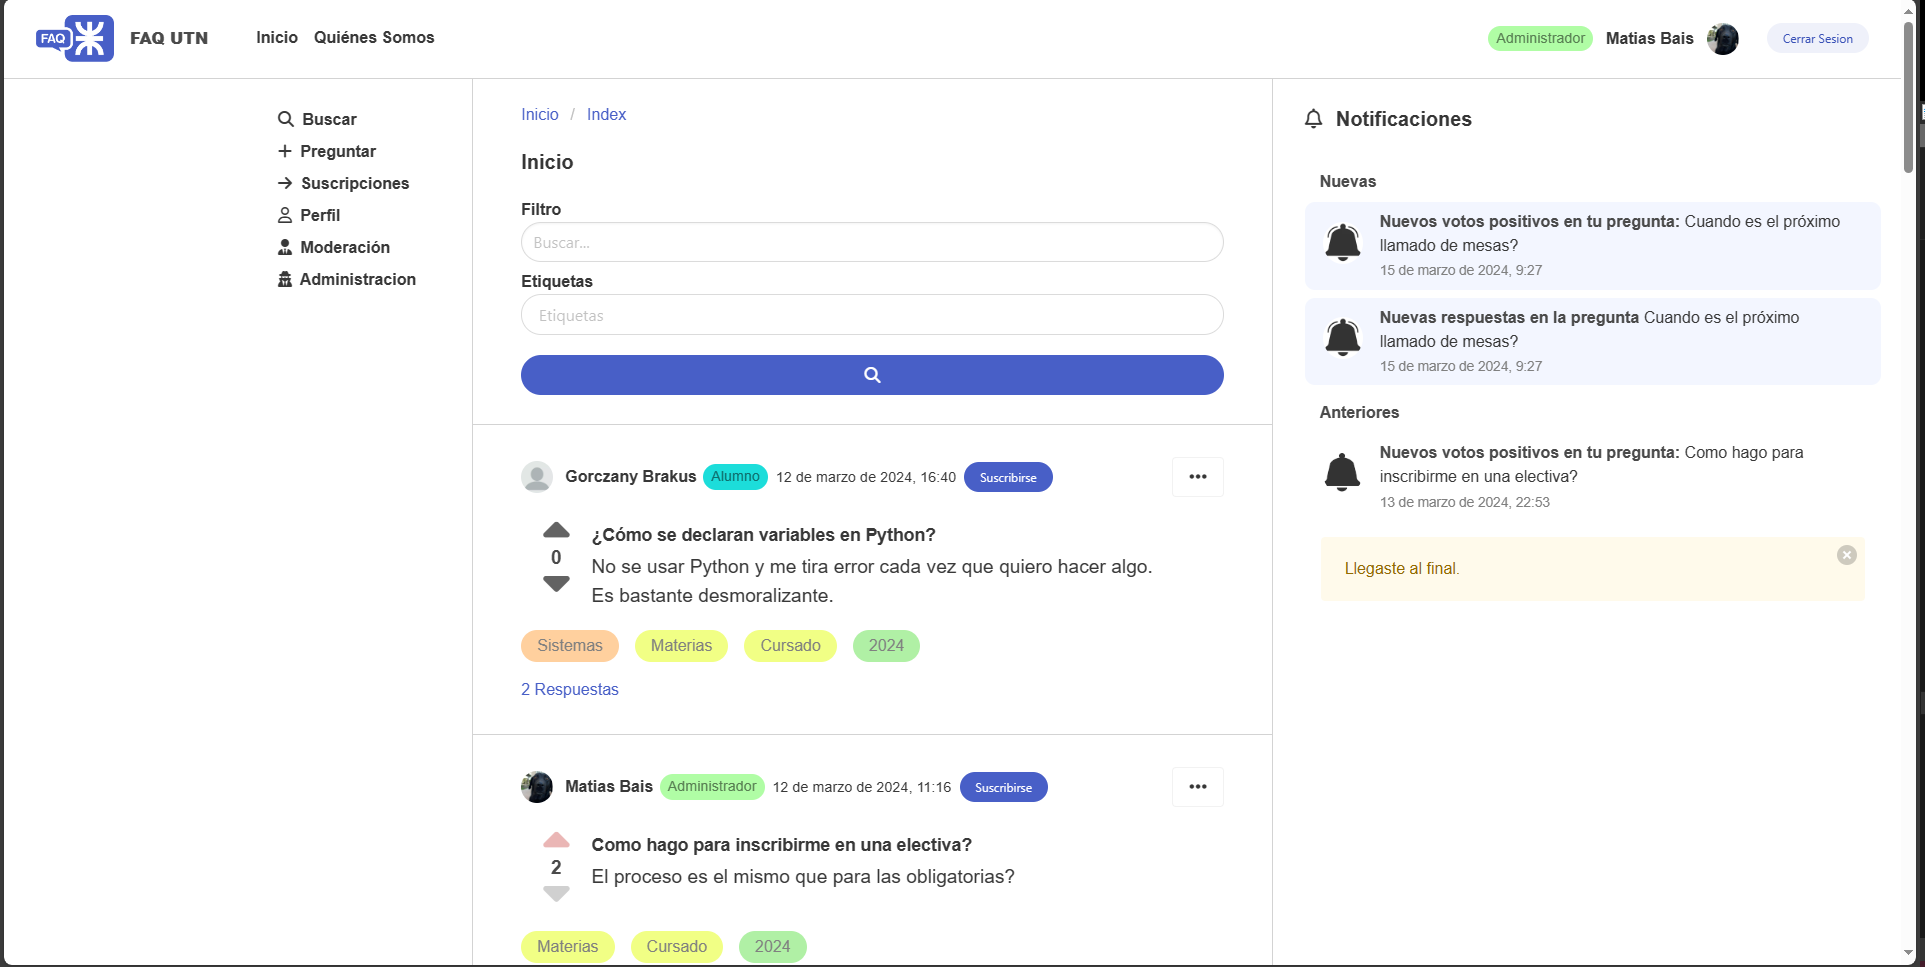 FAQ
FAQ UTN
Inicio
Quiénes Somos
Administrador
Matias Bais
Cerrar Sesion
Buscar
Preguntar
Suscripciones
Perfil
Moderación
Administracion
Inicio / Index
Inicio
Filtro
Buscar...
Etiquetas
Etiquetas
Gorczany Brakus Alumno 12 de marzo de 2024, 16:40 Suscribirse
¿Cómo se declaran variables en Python?
0
No se usar Python y me tira error cada vez que quiero hacer algo.
Es bastante desmoralizante.
Sistemas Materias Cursado 2024
2 Respuestas
Matias Bais Administrador 12 de marzo de 2024, 11:16 Suscribirse
Como hago para inscribirme en una electiva?
2
El proceso es el mismo que para las obligatorias?
Materias Cursado 2024
Notificaciones
Nuevas
Nuevos votos positivos en tu pregunta: Cuando es el próximo
llamado de mesas?
15 de marzo de 2024, 9:27
Nuevas respuestas en la pregunta Cuando es el próximo
llamado de mesas?
15 de marzo de 2024, 9:27
Anteriores
Nuevos votos positivos en tu pregunta: Como hago para
inscribirme en una electiva?
13 de marzo de 2024, 22:53
Llegaste al final.